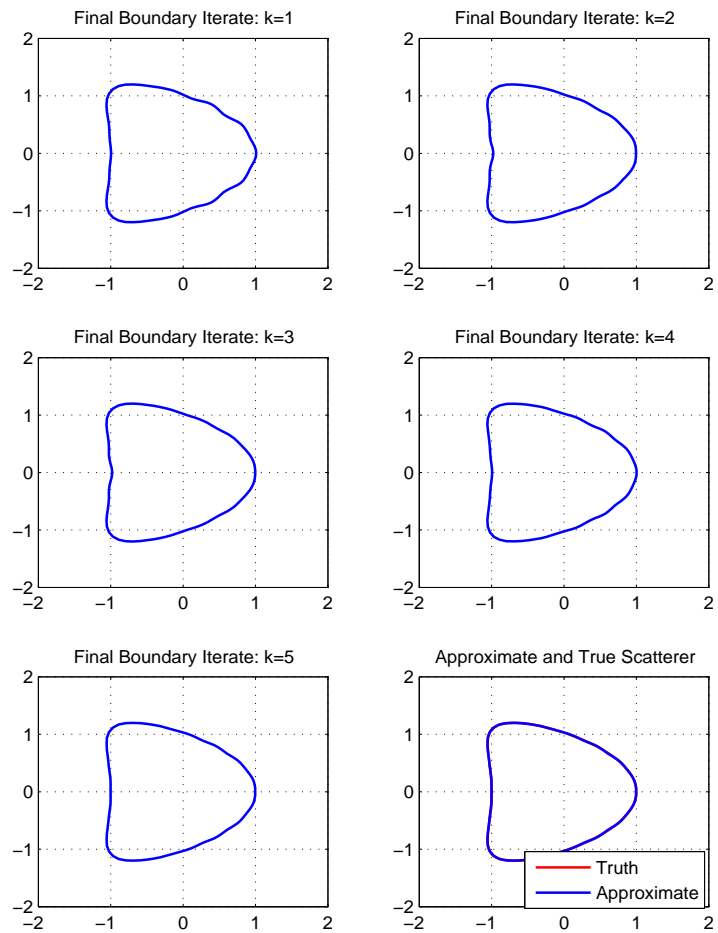 Final Boundary Iterate: k=1
2
1
0
−1
−2
−2 −1 0 1 2
Final Boundary Iterate: k=2
2
1
0
−1
−2
−2 −1 0 1 2
Final Boundary Iterate: k=3
2
1
0
−1
−2
−2 −1 0 1 2
Final Boundary Iterate: k=4
2
1
0
−1
−2
−2 −1 0 1 2
Final Boundary Iterate: k=5
2
1
0
−1
−2
−2 −1 0 1 2
Approximate and True Scatterer
2
1
0
−1
−2
−2 −1 0 1 2
Truth
Approximate